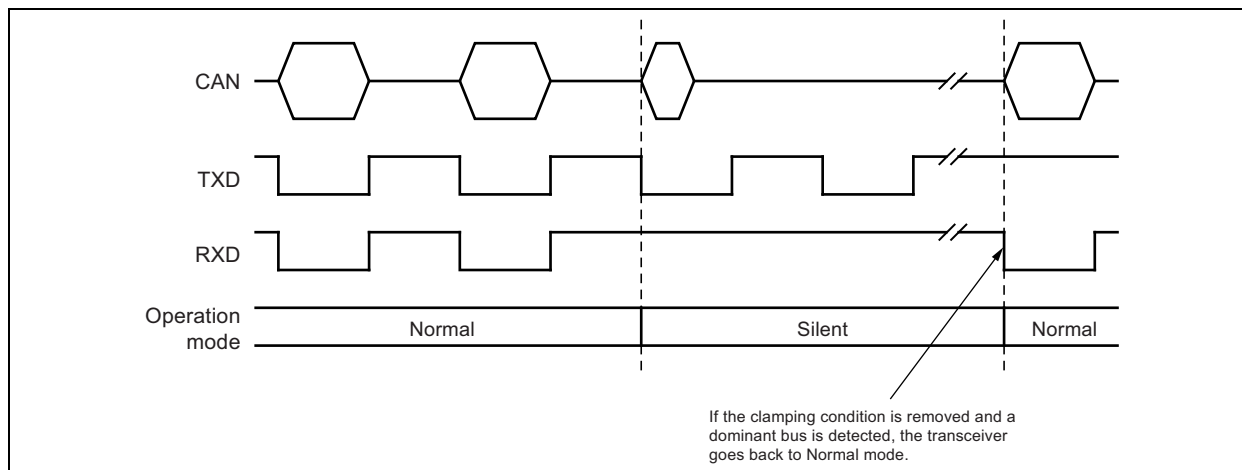 CAN
TXD
RXD
Operation
mode
Normal
Silent
Normal
If the clamping condition is removed and a
dominant bus is detected, the transceiver
goes back to Normal mode.